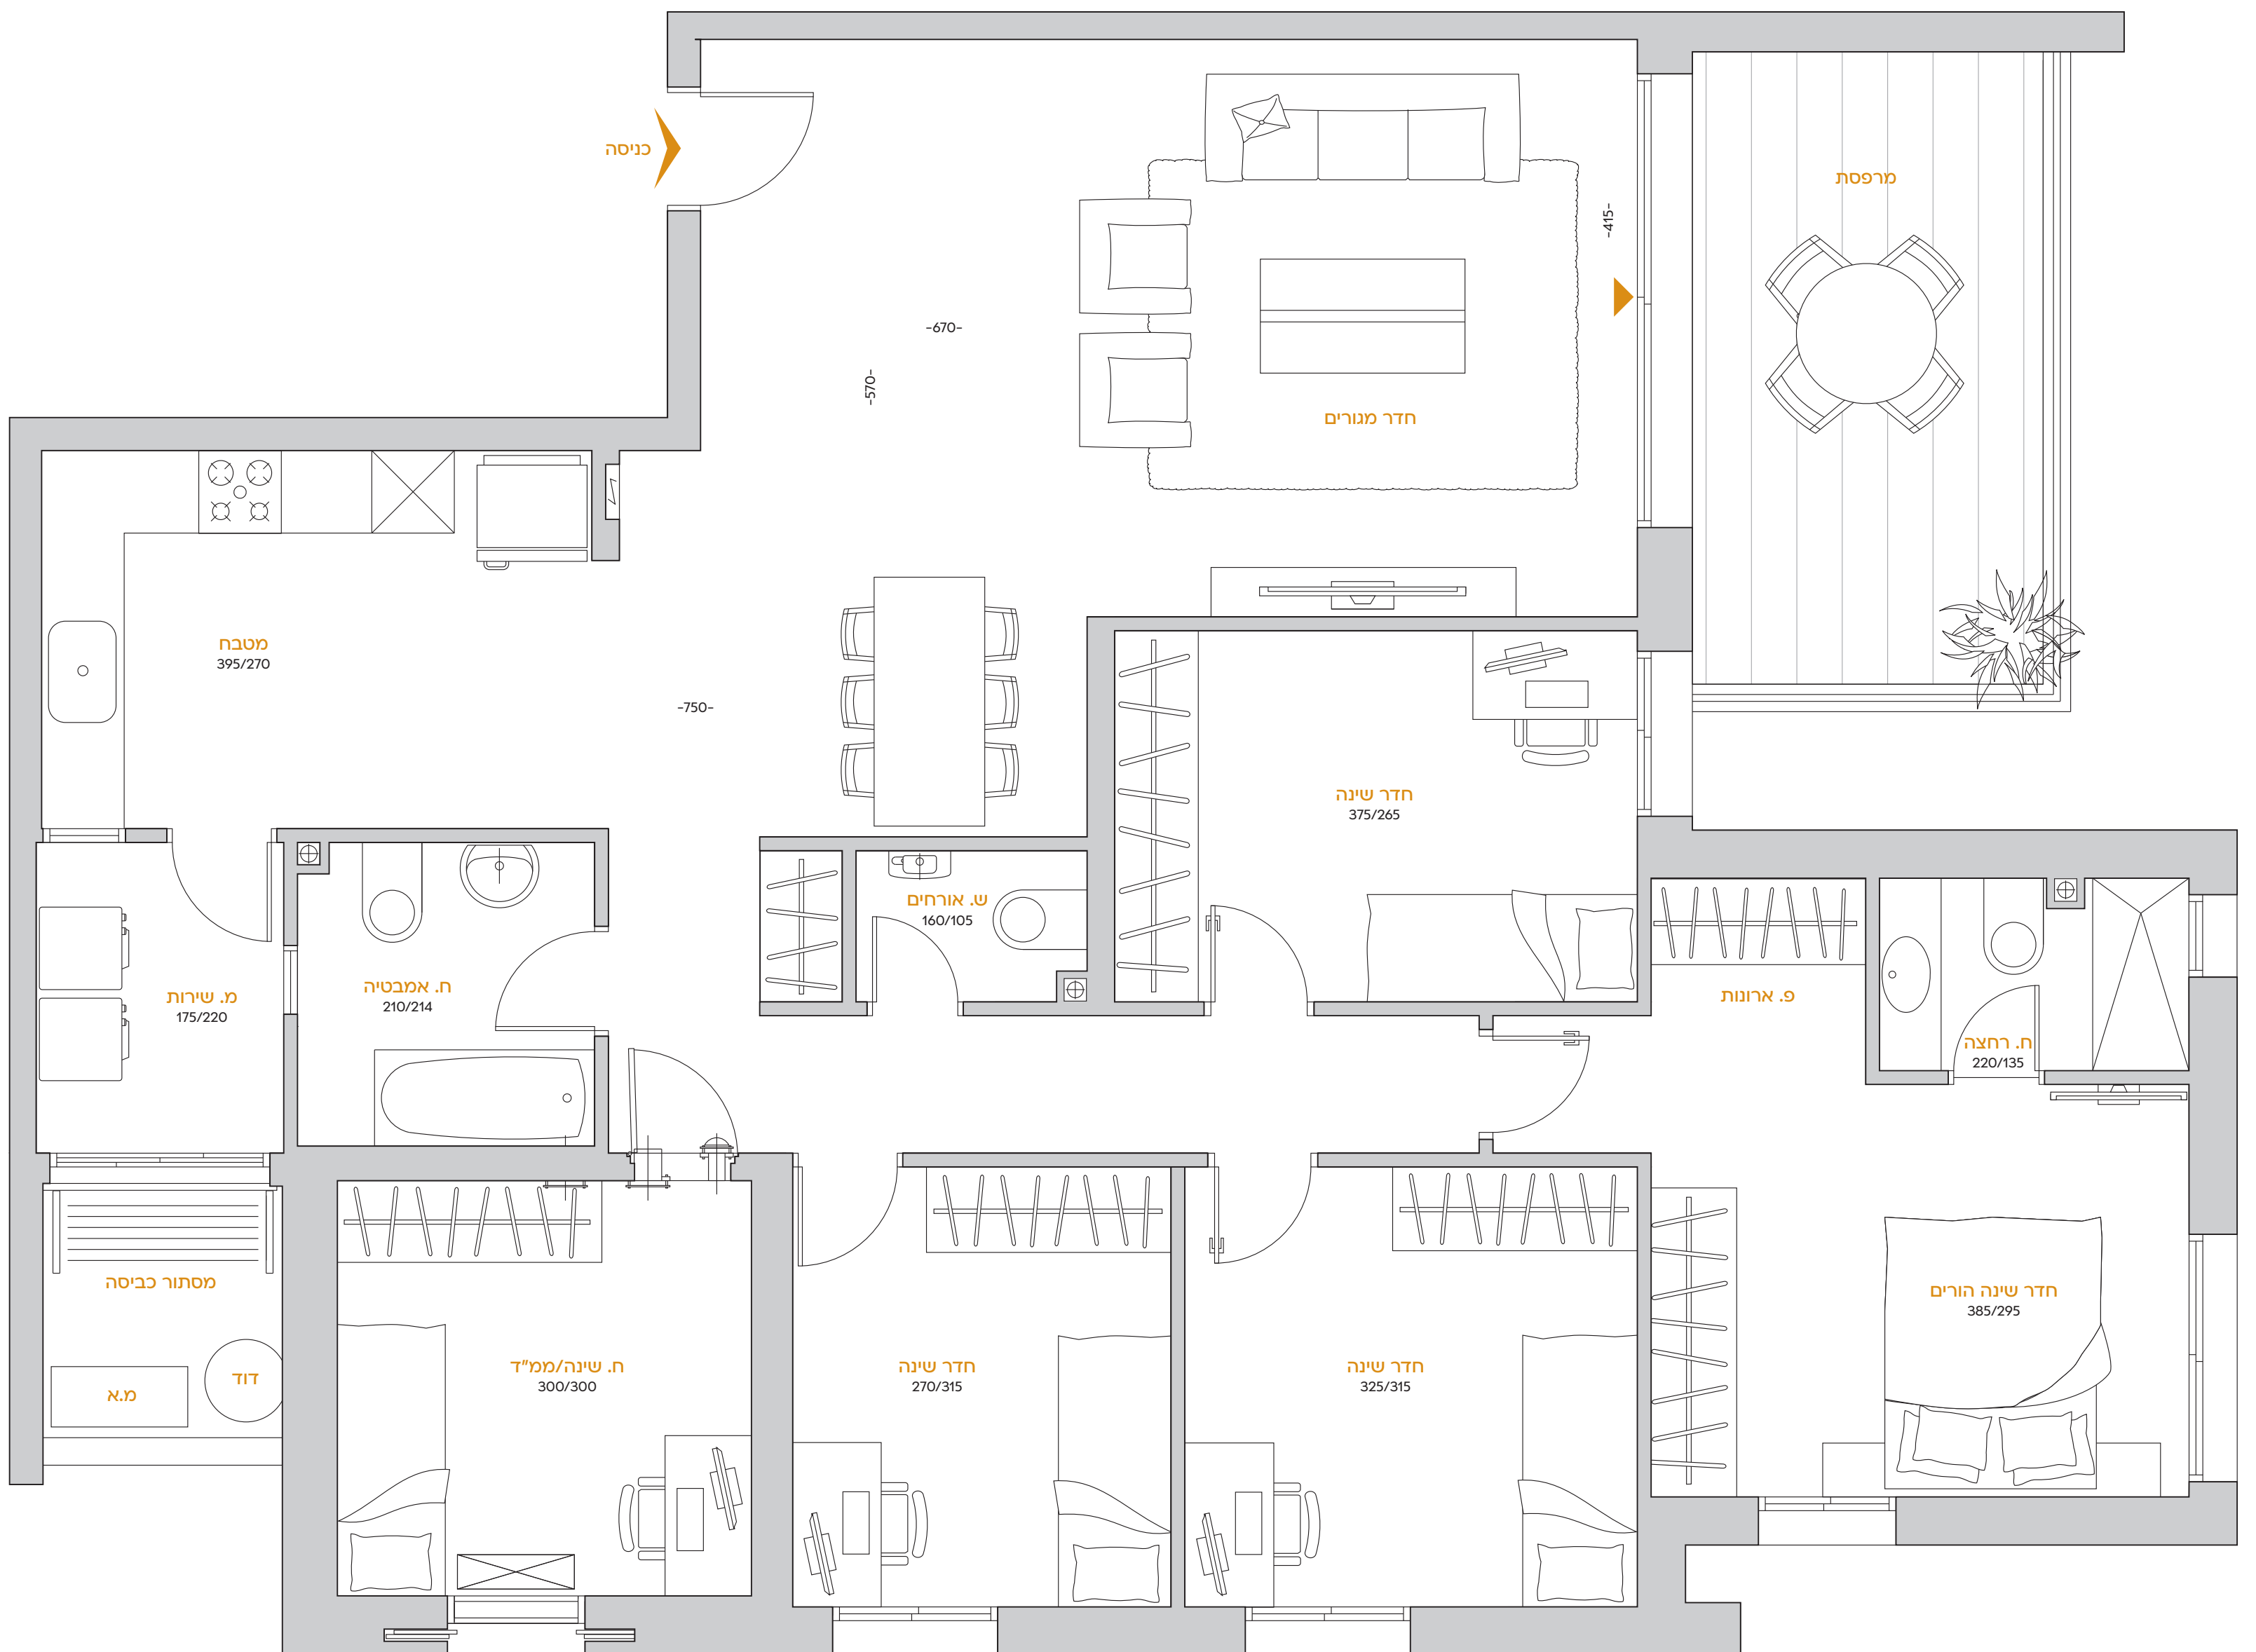 כניסה
מרפסת
-415-
-670-
-570-
חדר מגורים
מטבח
395/270
-750-
חדר שינה
375/265
ש. אורחים
160/105
ח. אמבטיה
210/214
מ. שירות
175/220
פ. ארונות
ח. רחצה
220/135
מסתור כביסה
דוד
מ.א
ח. שינה/ממ"ד
300/300
חדר שינה
270/315
חדר שינה
325/315
חדר שינה הורים
385/295